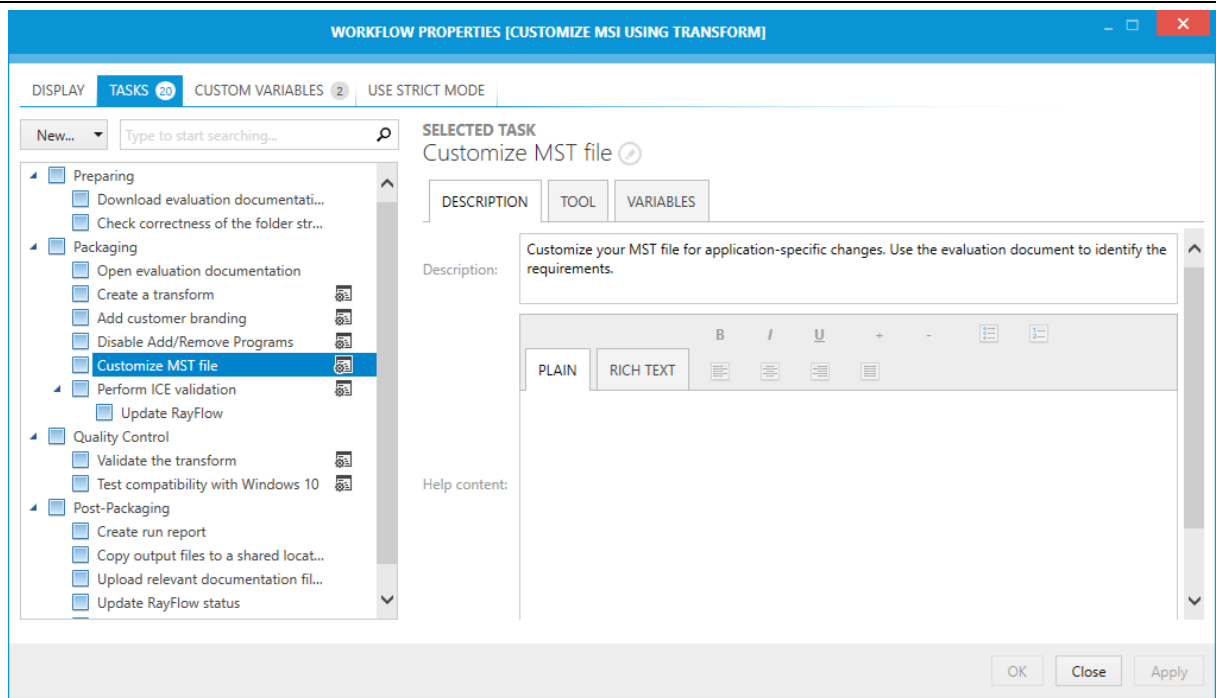 WORKFLOW PROPERTIES [CUSTOMIZE MSI USING TRANSFORM]
DISPLAY TASKS 20 CUSTOM VARIABLES 2 USE STRICT MODE
New... Type to start searching...
Preparing
Download evaluation documentati...
Check correctness of the folder str...
Packaging
Open evaluation documentation
Create a transform
Add customer branding
Disable Add/Remove Programs
Customize MST file
Perform ICE validation
Update RayFlow
Quality Control
Validate the transform
Test compatibility with Windows 10
Post-Packaging
Create run report
Copy output files to a shared locat...
Upload relevant documentation fil...
Update RayFlow status
SELECTED TASK
Customize MST file
DESCRIPTION TOOL VARIABLES
Description:
Customize your MST file for application-specific changes. Use the evaluation document to identify the
requirements.
B I U + -
PLAIN RICH TEXT
Help content:
OK Close Apply